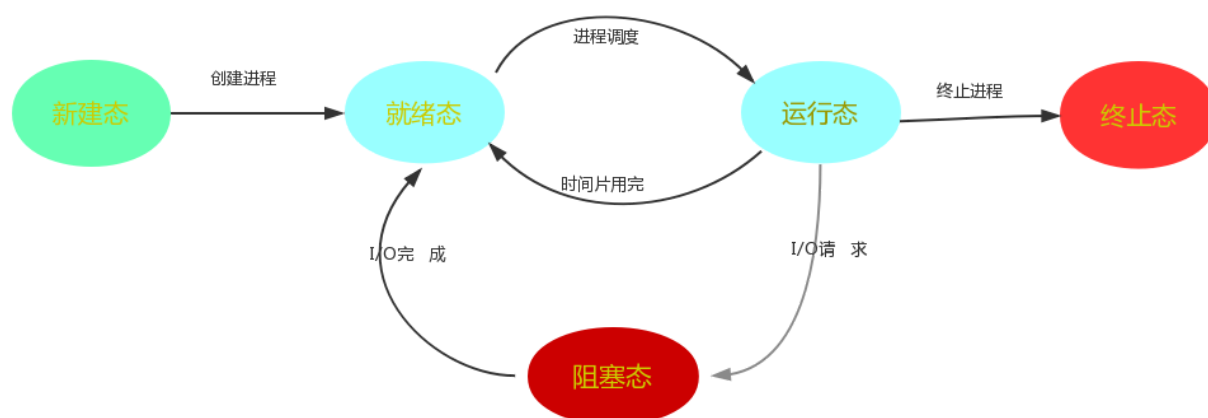 进程调度
创建进程
终止进程
新建态
就绪态
运行态
终止态
时间片用完
I/O完 成
I/O请 求
阻塞态